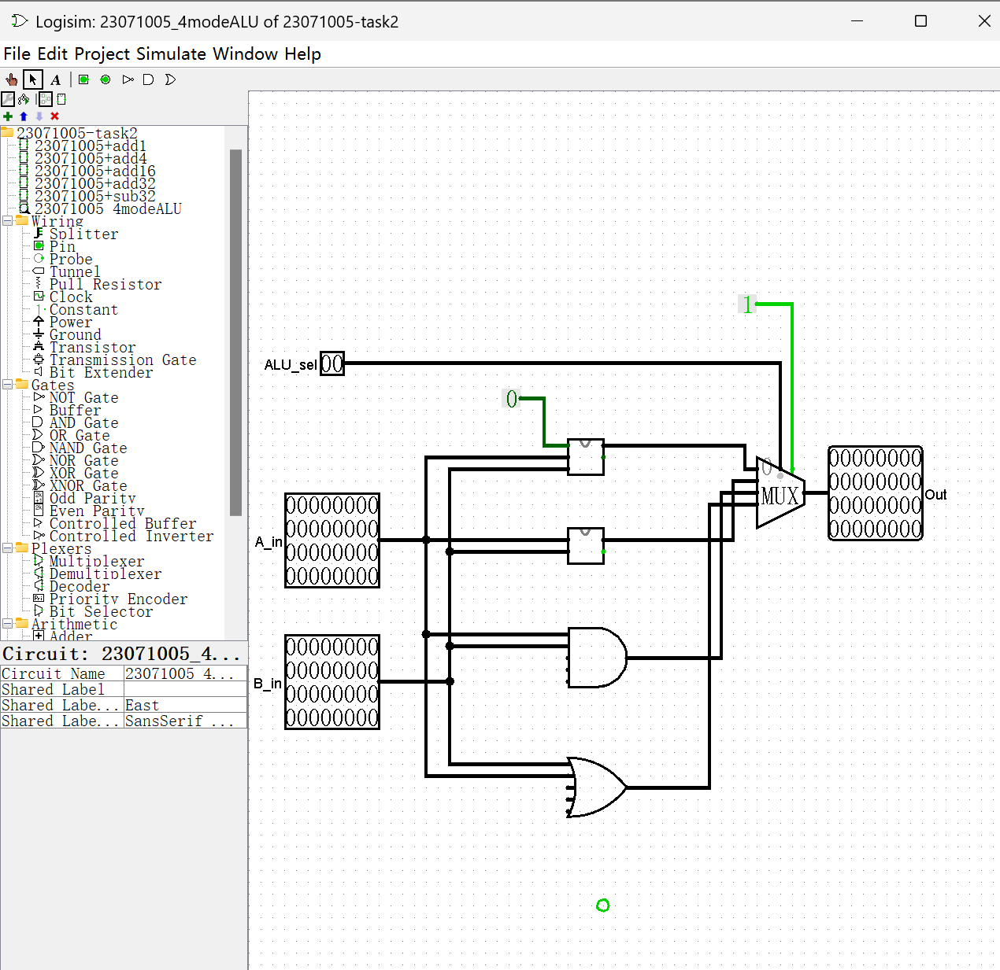 Logisim: 23071005_4modeALU of 23071005-task2
File Edit Project Simulate Window Help
A
23071005-task2
23071005+add1
23071005+add4
23071005+add16
23071005+add32
23071005+sub32
23071005_4modeALU
Wiring
Splitter
Pin
Probe
Tunnel
Pull Resistor
Clock
Constant
Power
Ground
Transistor
Transmission Gate
Bit Extender
Gates
NOT Gate
Buffer
AND Gate
OR Gate
NAND Gate
NOR Gate
XOR Gate
XNOR Gate
Odd Parity
Even Parity
Controlled Buffer
Controlled Inverter
Plexers
Multiplexer
Demultiplexer
Decoder
Priority Encoder
Bit Selector
Arithmetic
Adder
Circuit: 23071005_4...
Circuit Name 23071005_4...
Shared Label
Shared Labe... East
Shared Labe... SansSerif ...
1
ALU_sel 00
0
0
MUX
00000000
00000000
00000000
00000000
Out
A_in
00000000
00000000
00000000
00000000
B_in
00000000
00000000
00000000
00000000